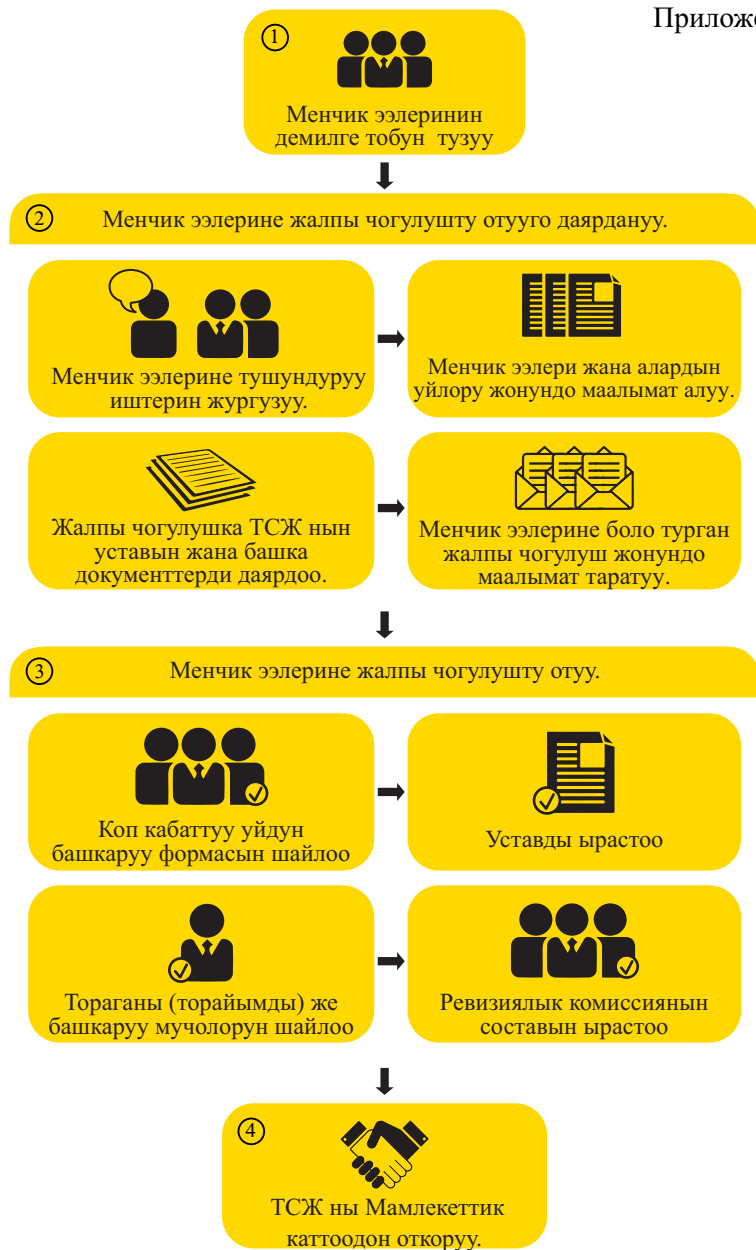 Приложе
1
Менчик ээлеринин
демилге тобун тузуу
2 Менчик ээлерине жалпы чогулушту отууго даярдануу.
Менчик ээлерине тушундуруу
иштерин жургузуу.
Менчик ээлери жана алардын
уйлору жонундо маалымат алуу.
Жалпы чогулушка ТСЖ нын
уставын жана башка
документтерди даярдоо.
Менчик ээлерине боло турган
жалпы чогулуш жонундо
маалымат таратуу.
3 Менчик ээлерине жалпы чогулушту отуу.
Коп кабаттуу уйдун
башкаруу формасын шайлоо
Уставды ырастоо
Тораганы (торайымды) же
башкаруу мучолорун шайлоо
Ревизиялык комиссиянын
составын ырастоо
4
ТСЖ ны Мамлекеттик
каттоодон откоруу.